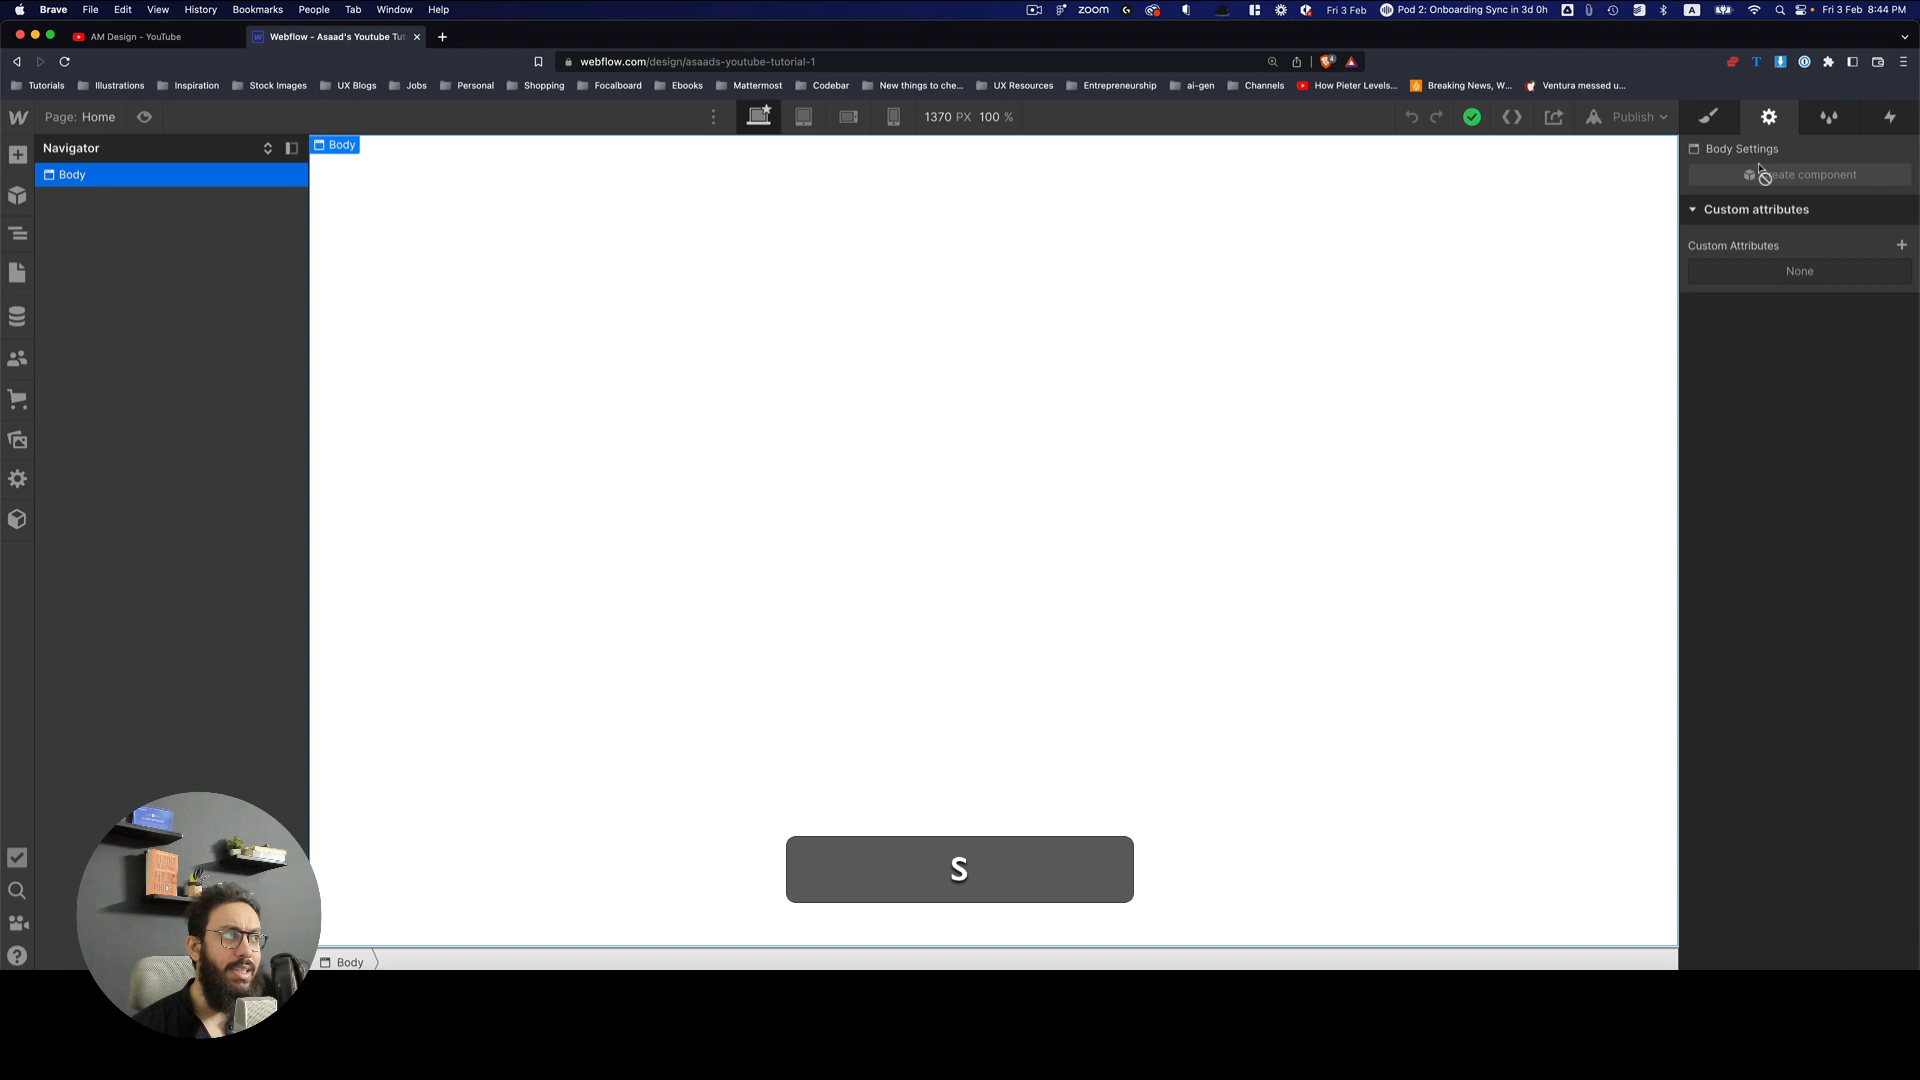 Brave File Edit View History Bookmarks People Tab Window Help
zoom Fri 3 Feb Pod 2: Onboarding Sync in 3d 0h A Fri 3 Feb 8:44 PM
AM Design - YouTube
Webflow - Asaad's Youtube Tut
webflow.com/design/asaads-youtube-tutorial-1
Tutorials Illustrations Inspiration Stock Images UX Blogs Jobs Personal Shopping Focalboard Ebooks Mattermost Codebar New things to che... UX Resources Entrepreneurship ai-gen Channels How Pieter Levels... Breaking News, W... Ventura messed u...
Page: Home
1370 PX 100 %
Publish
Navigator
Body
Body
Body Settings
eate component
Custom attributes
Custom Attributes
None
S
Body